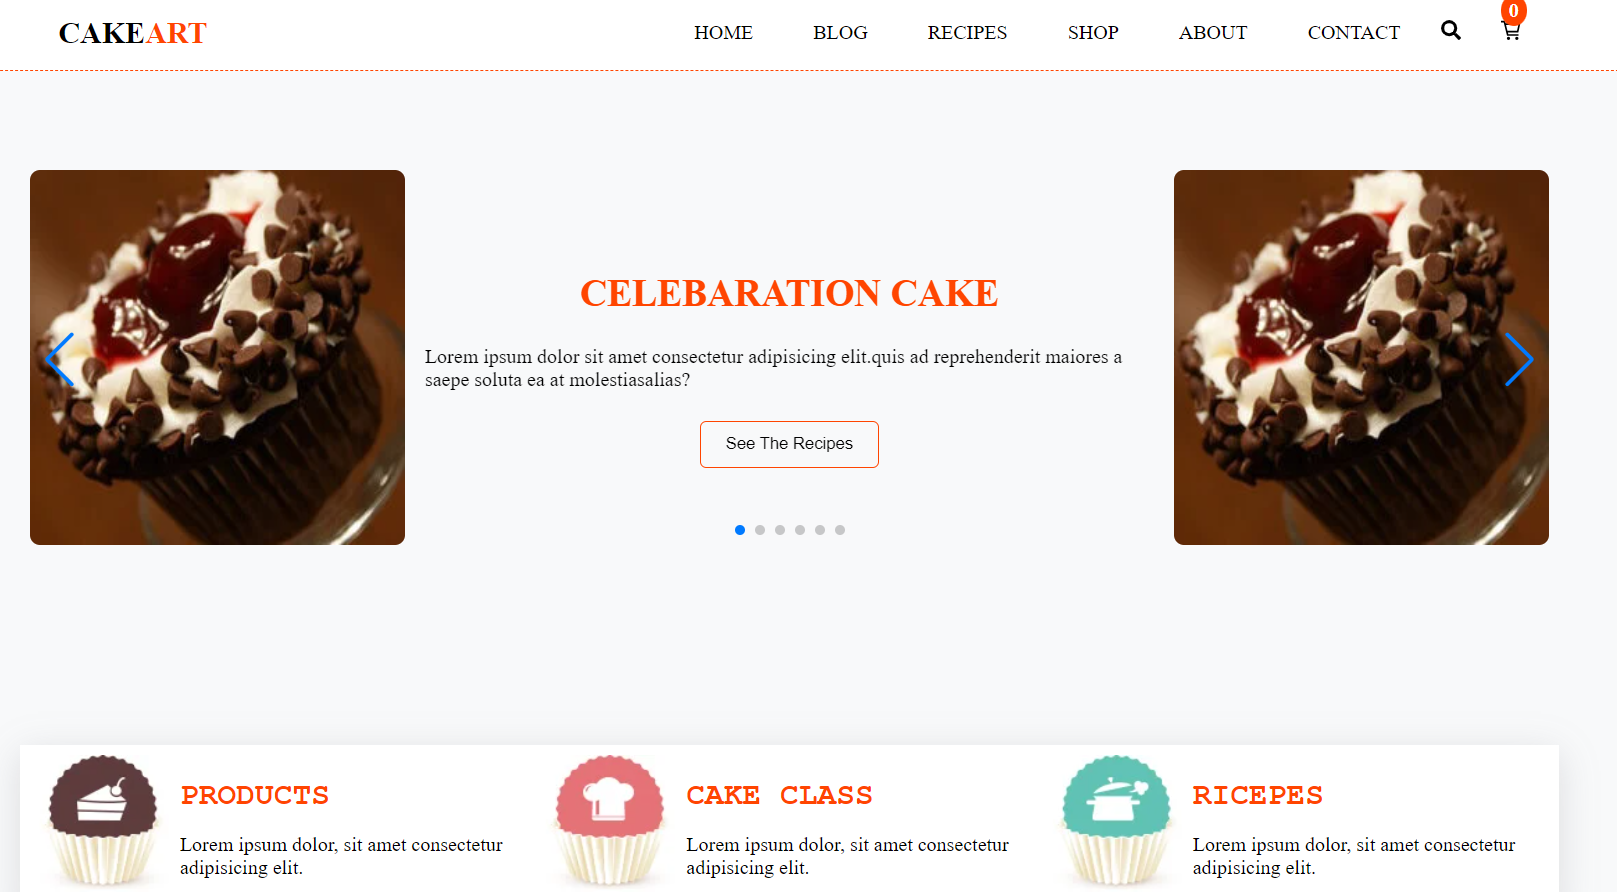 CAKEART
HOME BLOG RECIPES SHOP ABOUT CONTACT 0
CELEBARATION CAKE
Lorem ipsum dolor sit amet consectetur adipisicing elit.quis ad reprehenderit maiores a
saepe soluta ea at molestiasalias?
See The Recipes
PRODUCTS
Lorem ipsum dolor, sit amet consectetur
adipisicing elit.
CAKE CLASS
Lorem ipsum dolor, sit amet consectetur
adipisicing elit.
RICEPES
Lorem ipsum dolor, sit amet consectetur
adipisicing elit.